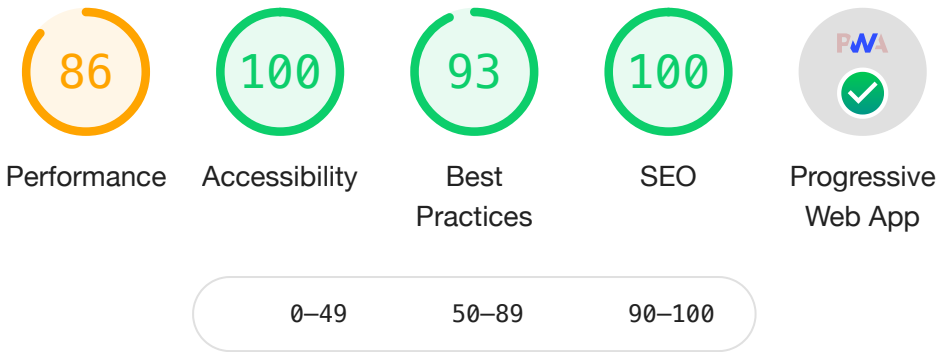 86
100
93
100
PWA
Performance
Accessibility
Best
Practices
SEO
Progressive
Web App
0–49
50–89
90–100